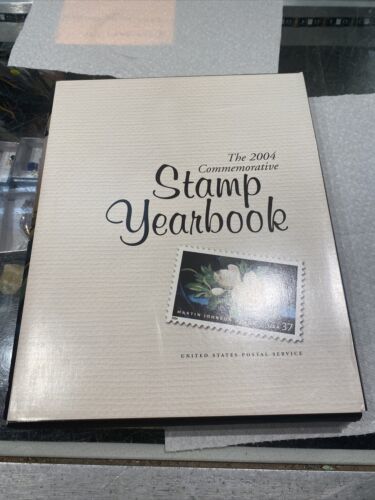 The 2004
Commemorative
Stamp
Yearbook
MARTIN JOHNSON
37
UNITED STATES POSTAL SERVICE